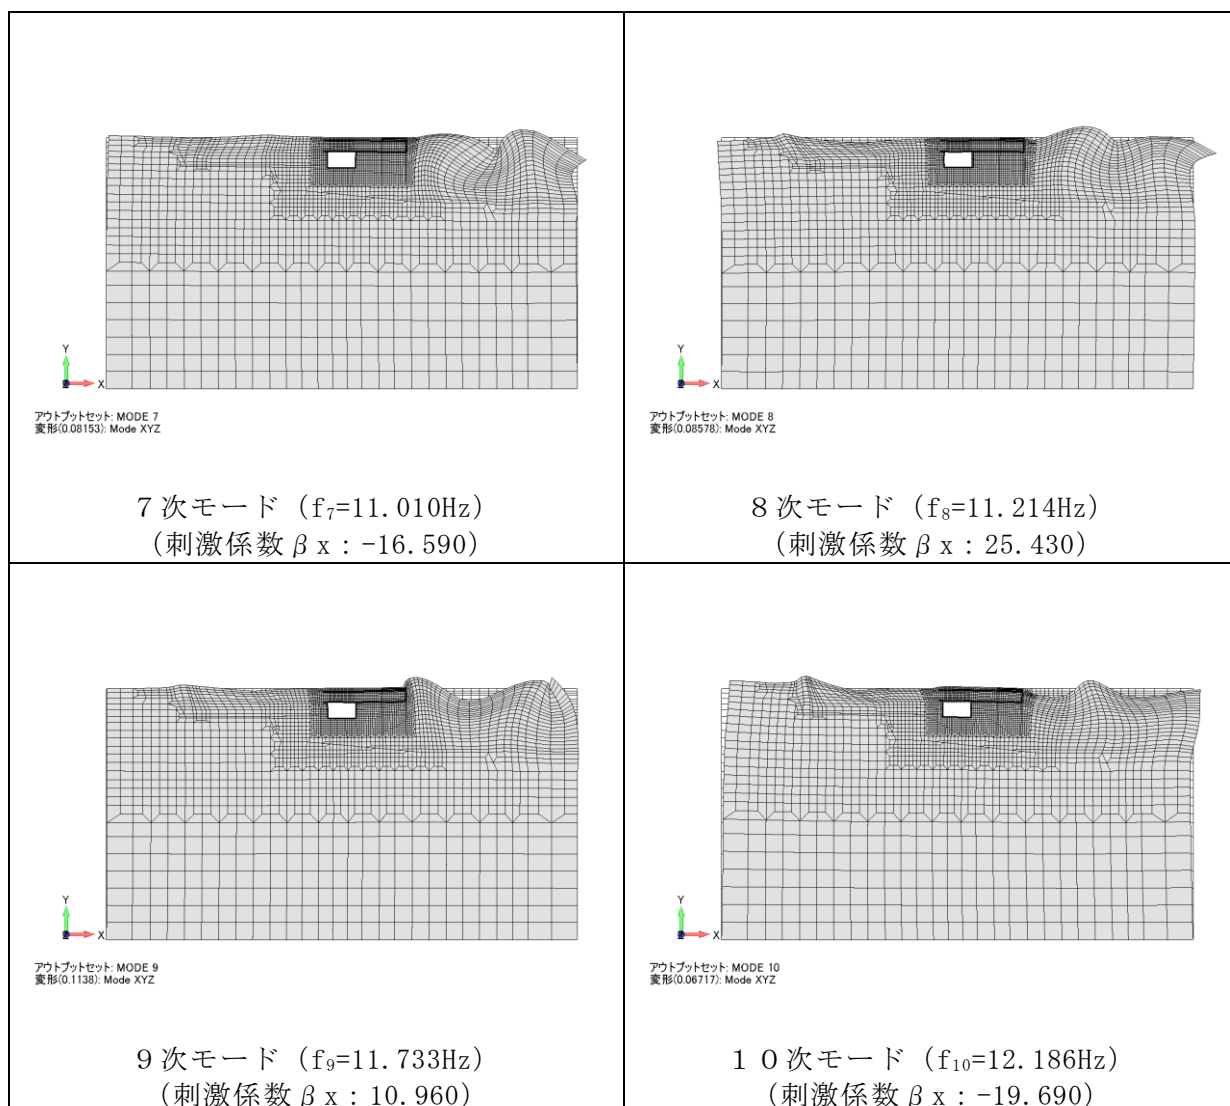 Y
X
Z
アウトプットセット: MODE 7
変形(0.08153): Mode XYZ
7次モード (f₇=11.010Hz)
(刺激係数βx:-16.590)
Y
X
Z
アウトプットセット: MODE 8
変形(0.08578): Mode XYZ
8次モード (f₈=11.214Hz)
(刺激係数βx:25.430)
Y
X
Z
アウトプットセット: MODE 9
変形(0.1138): Mode XYZ
9次モード (f₉=11.733Hz)
(刺激係数βx:10.960)
Y
X
Z
アウトプットセット: MODE 10
変形(0.06717): Mode XYZ
10次モード (f₁₀=12.186Hz)
(刺激係数βx:-19.690)